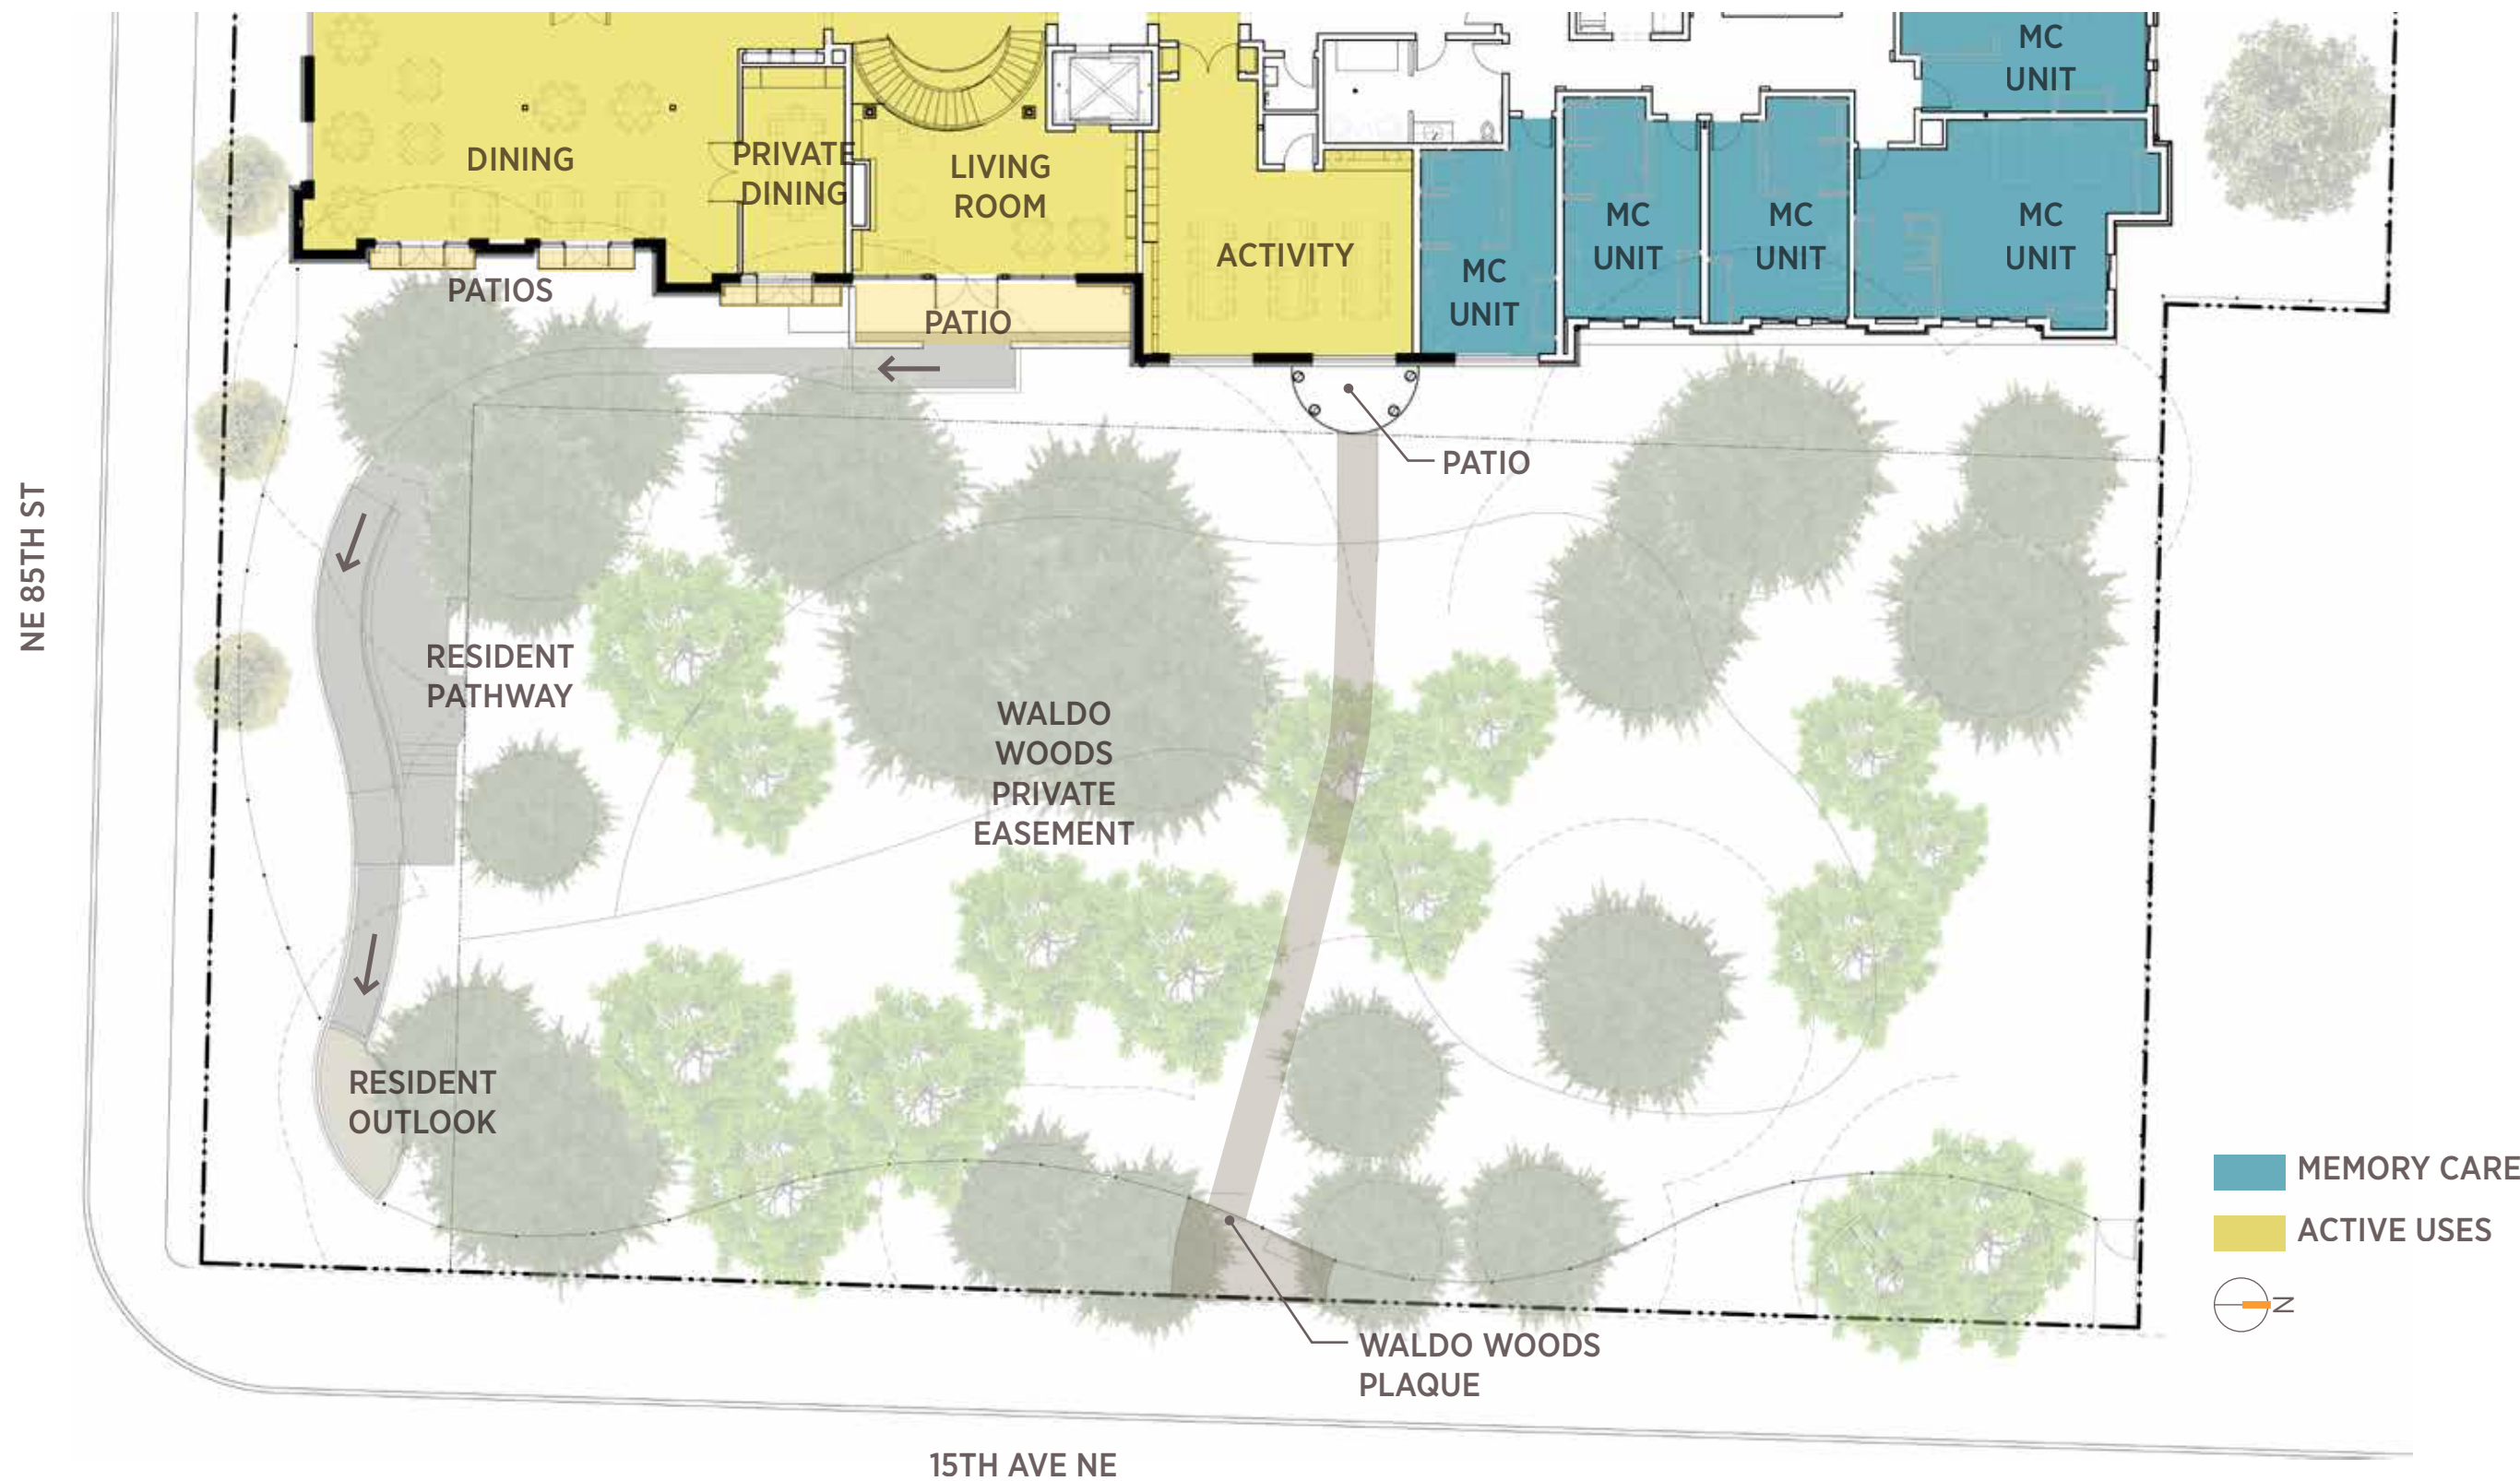 MC
UNIT
DINING
PRIVATE
DINING
LIVING
ROOM
ACTIVITY
MC
UNIT
MC
UNIT
MC
UNIT
MC
UNIT
PATIOS
PATIO
PATIO
NE 85TH ST
RESIDENT
PATHWAY
WALDO
WOODS
PRIVATE
EASEMENT
RESIDENT
OUTLOOK
MEMORY CARE
ACTIVE USES
N
WALDO WOODS
PLAQUE
15TH AVE NE